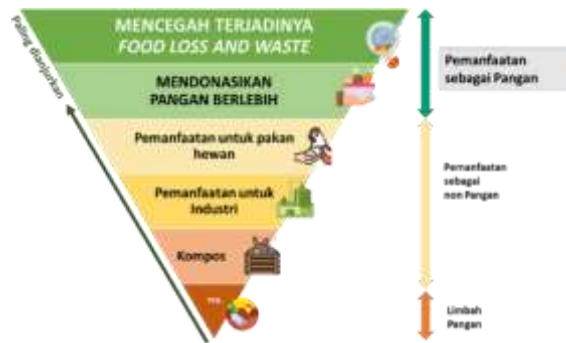 Paling dianjurkan
MENCEGAH TERJADINYA
FOOD LOSS AND WASTE
MENDONASIKAN
PANGAN BERLEBIH
Pemanfaatan untuk pakan
hewan
Pemanfaatan untuk
Industri
Kompos
TPA
Pemanfaatan
sebagai Pangan
Pemanfaatan
sebagai
non Pangan
Limbah
Pangan